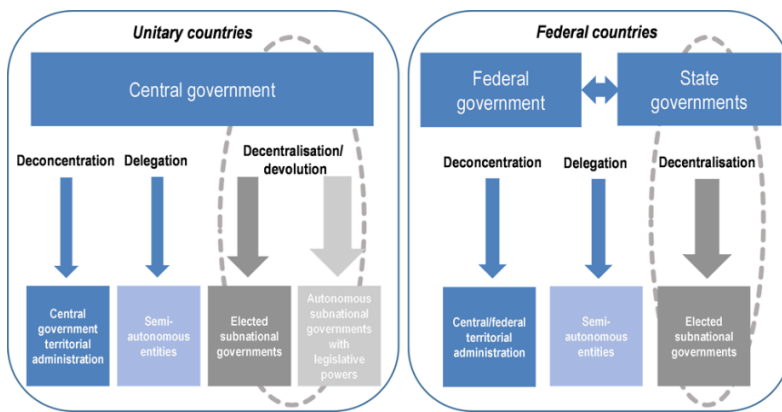 Unitary countries
Central government
Deconcentration
Delegation
Decentralisation/
devolution
Central
government
territorial
administration
Semi-
autonomous
entities
Elected
subnational
governments
Autonomous
subnational
governments
with
legislative
powers
Federal countries
Federal
government
State
governments
Deconcentration
Delegation
Decentralisation
Central/federal
territorial
administration
Semi-
autonomous
entities
Elected
subnational
governments